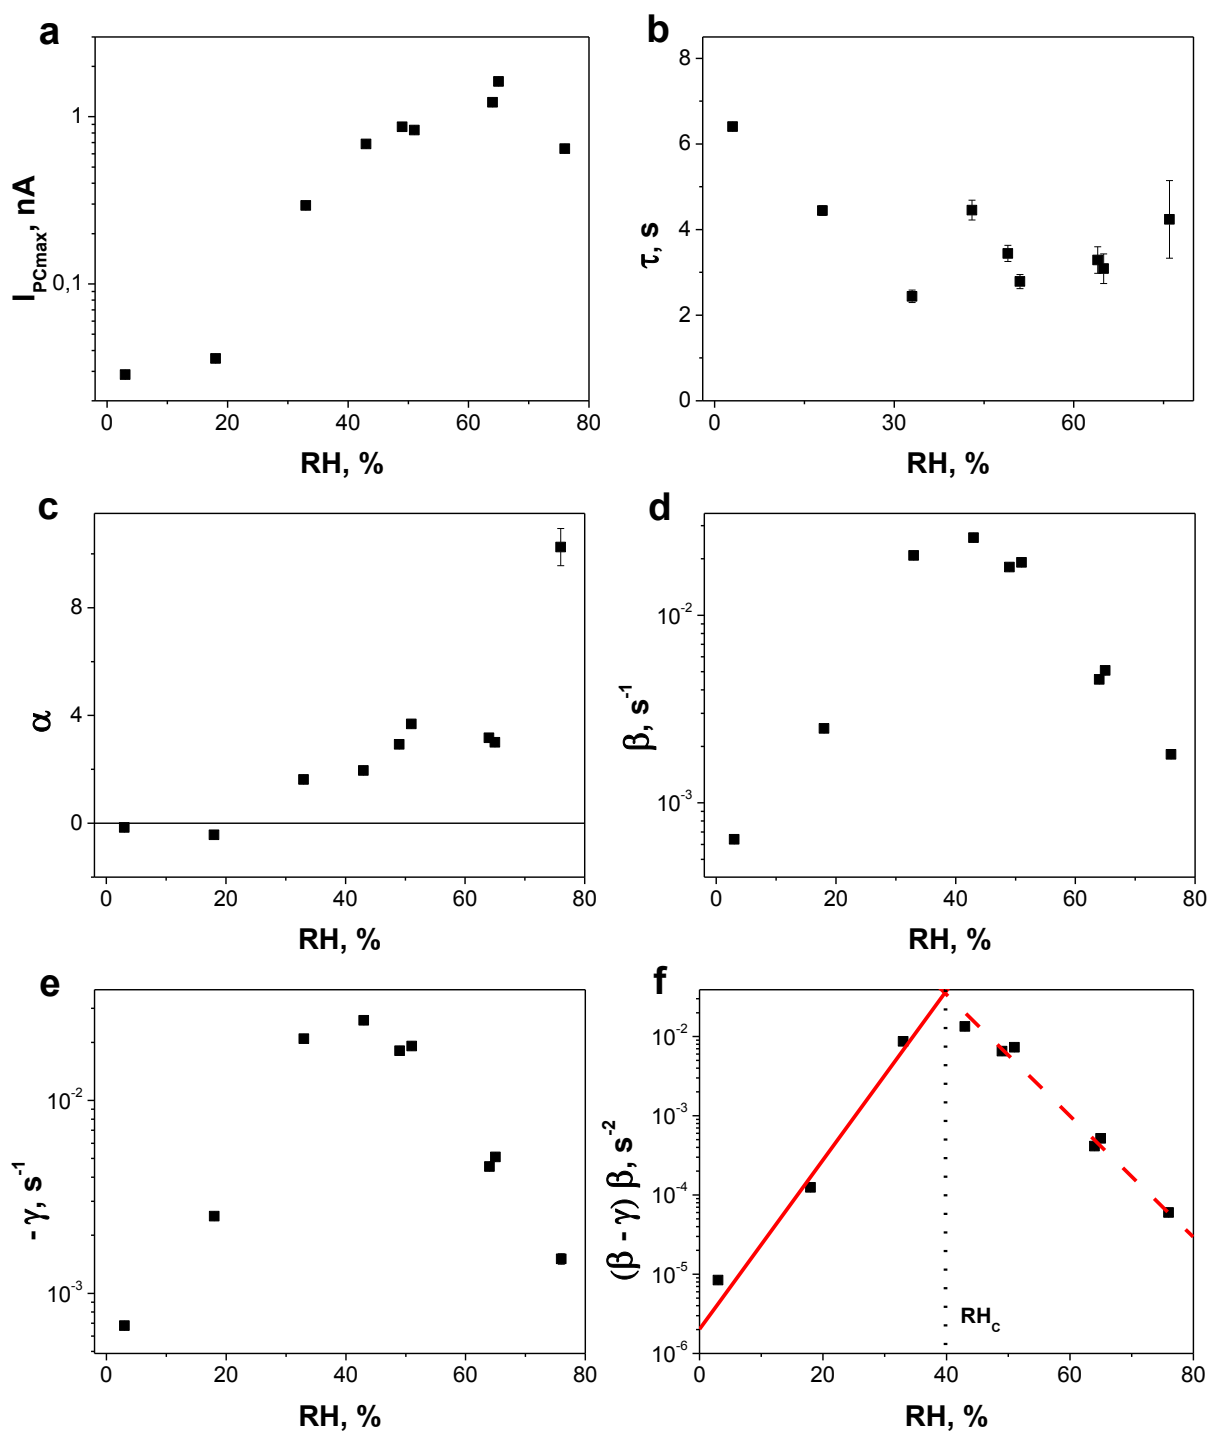 a
1
0,1
I_PCmax, nA
0 20 40 60 80
RH, %
b
8
6
4
2
0
τ, s
0 30 60
RH, %
c
8
4
0
α
0 20 40 60 80
RH, %
d
10^-2
10^-3
β, s^-1
0 20 40 60 80
RH, %
e
10^-2
10^-3
- γ, s^-1
0 20 40 60 80
RH, %
f
10^-2
10^-3
10^-4
10^-5
10^-6
(β - γ) β, s^-2
RH_C
0 20 40 60 80
RH, %